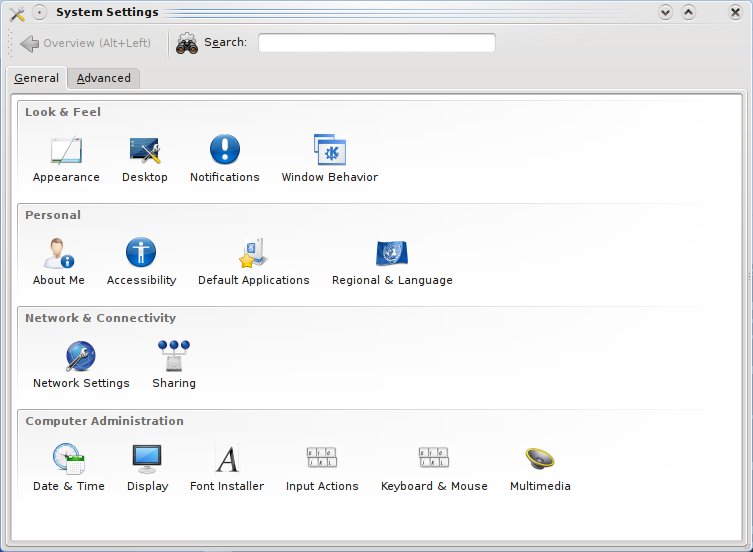 System Settings
Overview (Alt+Left) Search:
General Advanced
Look & Feel
Appearance Desktop Notifications Window Behavior
Personal
About Me Accessibility Default Applications Regional & Language
Network & Connectivity
Network Settings Sharing
Computer Administration
Date & Time Display Font Installer Input Actions Keyboard & Mouse Multimedia